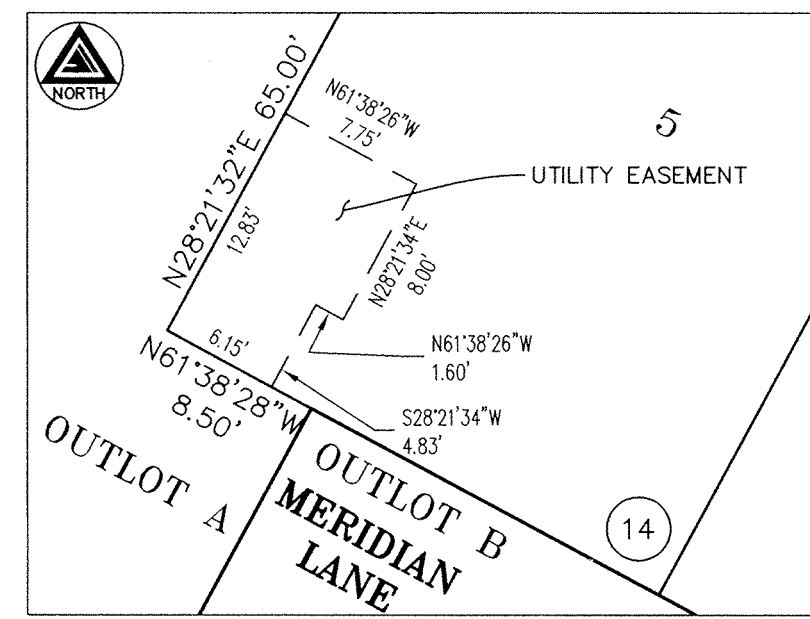 NORTH
N28°21'32"E 65.00'
12.83'
N61°38'26"W
7.75'
5
UTILITY EASEMENT
N28°21'34"E
8.00'
6.15'
N61°38'26"W
1.60'
N61°38'28"W
8.50'
S28°21'34"W
4.83'
OUTLOT A
OUTLOT B
MERIDIAN
LANE
14